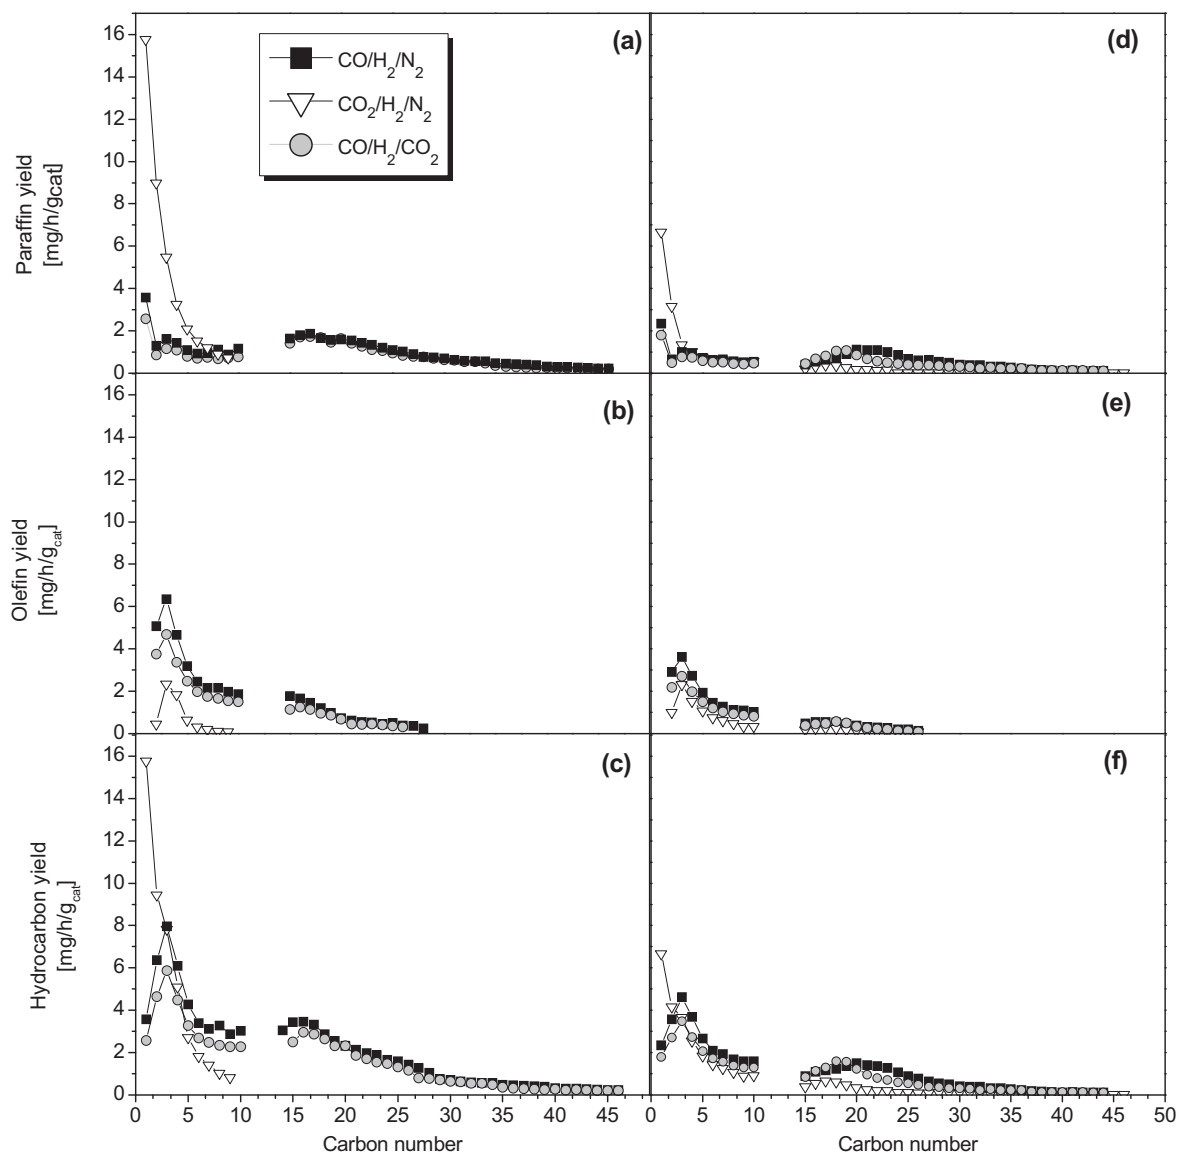 (a)
CO/H2/N2
CO2/H2/N2
CO/H2/CO2
Paraffin yield
[mg/h/gcat]
16
14
12
10
8
6
4
2
0
(d)
(b)
Olefin yield
[mg/h/gcat]
16
14
12
10
8
6
4
2
0
(e)
(c)
Hydrocarbon yield
[mg/h/gcat]
16
14
12
10
8
6
4
2
0
(f)
0 5 10 15 20 25 30 35 40 45
0 5 10 15 20 25 30 35 40 45 50
Carbon number
Carbon number